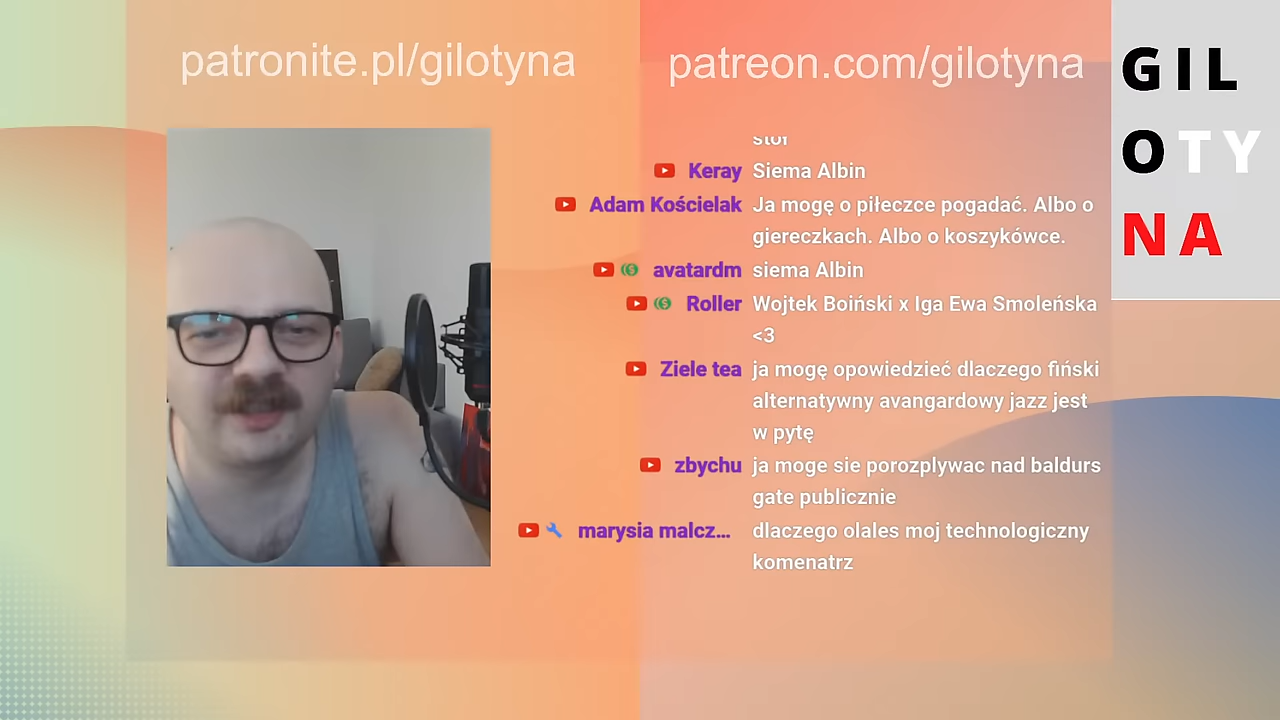 patronite.pl/gilotyna
patreon.com/gilotyna
GIL
OTY
NA
Keray Siema Albin
Adam Kościelak Ja mogę o piłeczce pogadać. Albo o
giereczkach. Albo o koszykówce.
avatardm siema Albin
Roller Wojtek Boiński x Iga Ewa Smoleńska
<3
Ziele tea ja mogę opowiedzieć dlaczego fiński
alternatywny avangardowy jazz jest
w pytę
zbychu ja moge sie porozplywac nad baldurs
gate publicznie
marysia malcz... dlaczego olales moj technologiczny
komenatrz